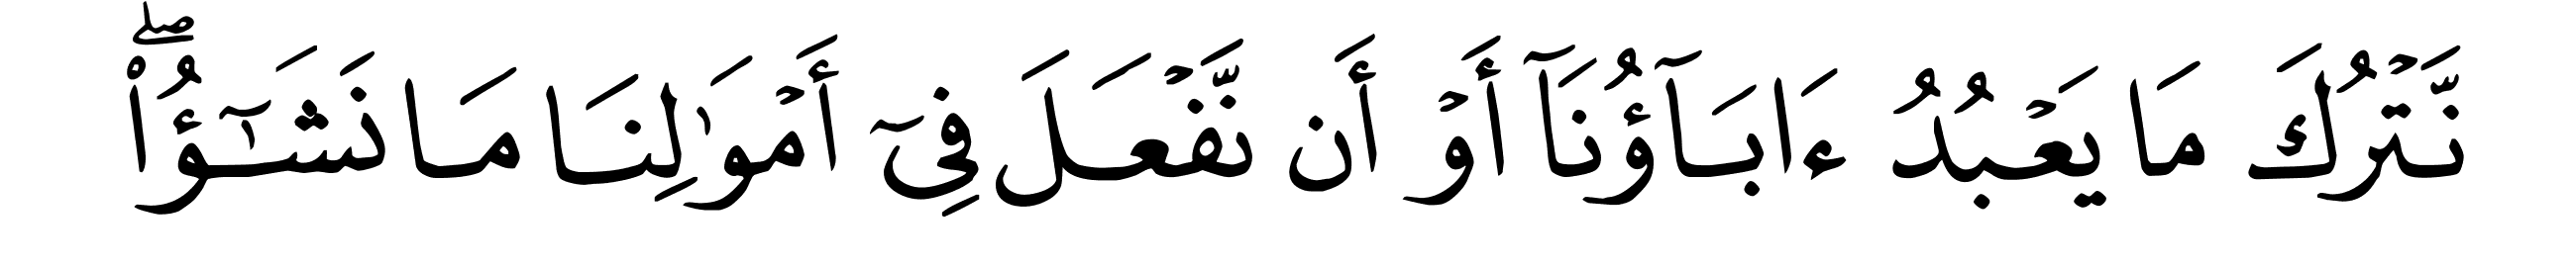 نَّتۡرُكَ مَا يَعۡبُدُ ءَابَآؤُنَآ أَوۡ أَن نَّفۡعَلَ فِيٓ أَمۡوَٰلِنَا مَا نَشَٰٓؤُاْۖ